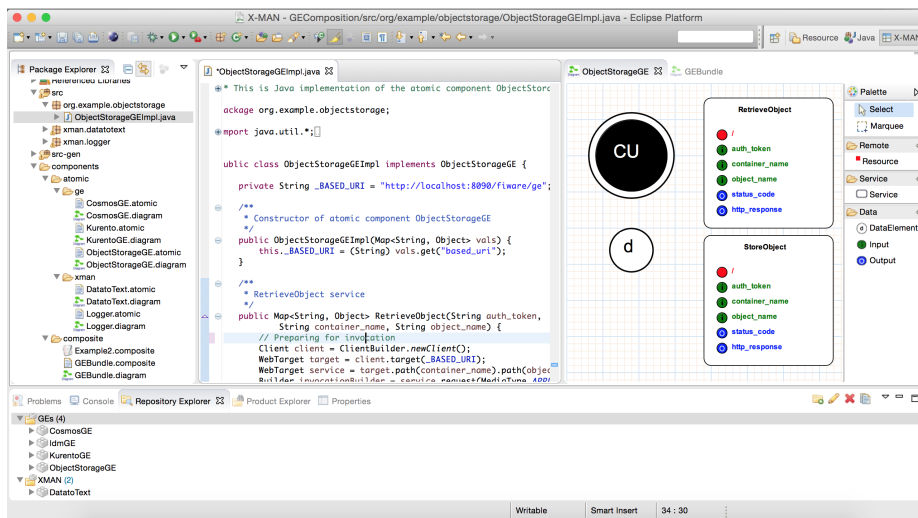 X-MAN - GEComposition/src/org/example/objectstorage/ObjectStorageGEImpl.java - Eclipse Platform
Resource Java X-MAN
Package Explorer
Referenced Libraries
src
org.example.objectstorage
ObjectStorageGEImpl.java
xman.datatotext
xman.logger
src-gen
components
atomic
ge
CosmosGE.atomic
CosmosGE.diagram
Kurento.atomic
KurentoGE.diagram
ObjectStorageGE.atomic
ObjectStorageGE.diagram
xman
DatatoText.atomic
DatatoText.diagram
Logger.atomic
Logger.diagram
composite
Example2.composite
GEBundle.composite
GEBundle.diagram
*ObjectStorageGEImpl.java
* This is Java implementation of the atomic component ObjectStora
ackage org.example.objectstorage;
mport java.util.*;
ublic class ObjectStorageGEImpl implements ObjectStorageGE {
private String _BASED_URI = "http://localhost:8090/fiware/ge";
/**
* Constructor of atomic component ObjectStorageGE
*/
public ObjectStorageGEImpl(Map<String, Object> vals) {
this._BASED_URI = (String) vals.get("based_uri");
}
/**
* RetrieveObject service
*/
public Map<String, Object> RetrieveObject(String auth_token,
String container_name, String object_name) {
// Preparing for invocation
Client client = ClientBuilder.newClient();
WebTarget target = client.target(_BASED_URI);
WebTarget service = target.path(container_name).path(objec
Builder invocationBuilder = service.request(MediaType.APPL
ObjectStorageGE GEBundle
CU
d
RetrieveObject
/
auth_token
container_name
object_name
status_code
http_response
StoreObject
/
auth_token
container_name
object_name
status_code
http_response
Palette
Select
Marquee
Remote
Resource
Service
Service
Data
d DataElement
Input
Output
Problems Console Repository Explorer Product Explorer Properties
GEs (4)
CosmosGE
IdmGE
KurentoGE
ObjectStorageGE
XMAN (2)
DatatoText
Writable Smart Insert 34 : 30